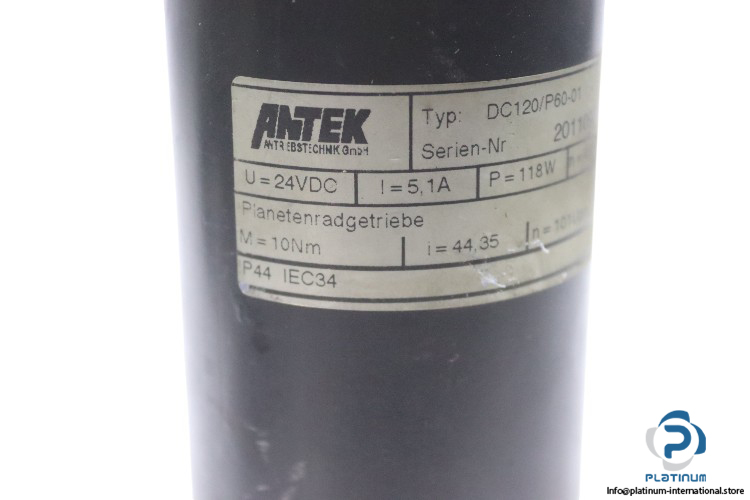 ANTEK
ANTRIEBSTECHNIK GmbH
Typ: DC120/P60-01
Serien-Nr
U = 24VDC
I = 5,1A
P = 118W
Planetenradgetriebe
M = 10Nm
i = 44,35
P44 IEC34
PLATINUM
Info@platinum-international.store